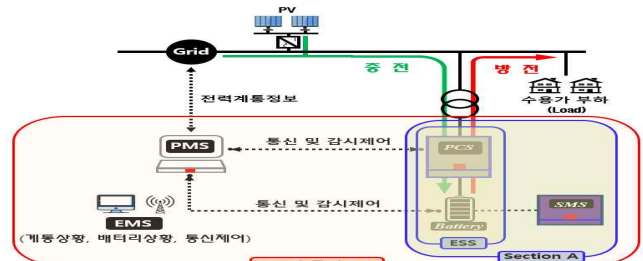 PV
Grid
충 전
방 전
수용가 부하
(Load)
전력계통정보
PMS
통신 및 감시제어
PCS
통신 및 감시제어
EMS
(계통상황, 배터리상황, 통신제어)
Battery
SMS
ESS
Section A